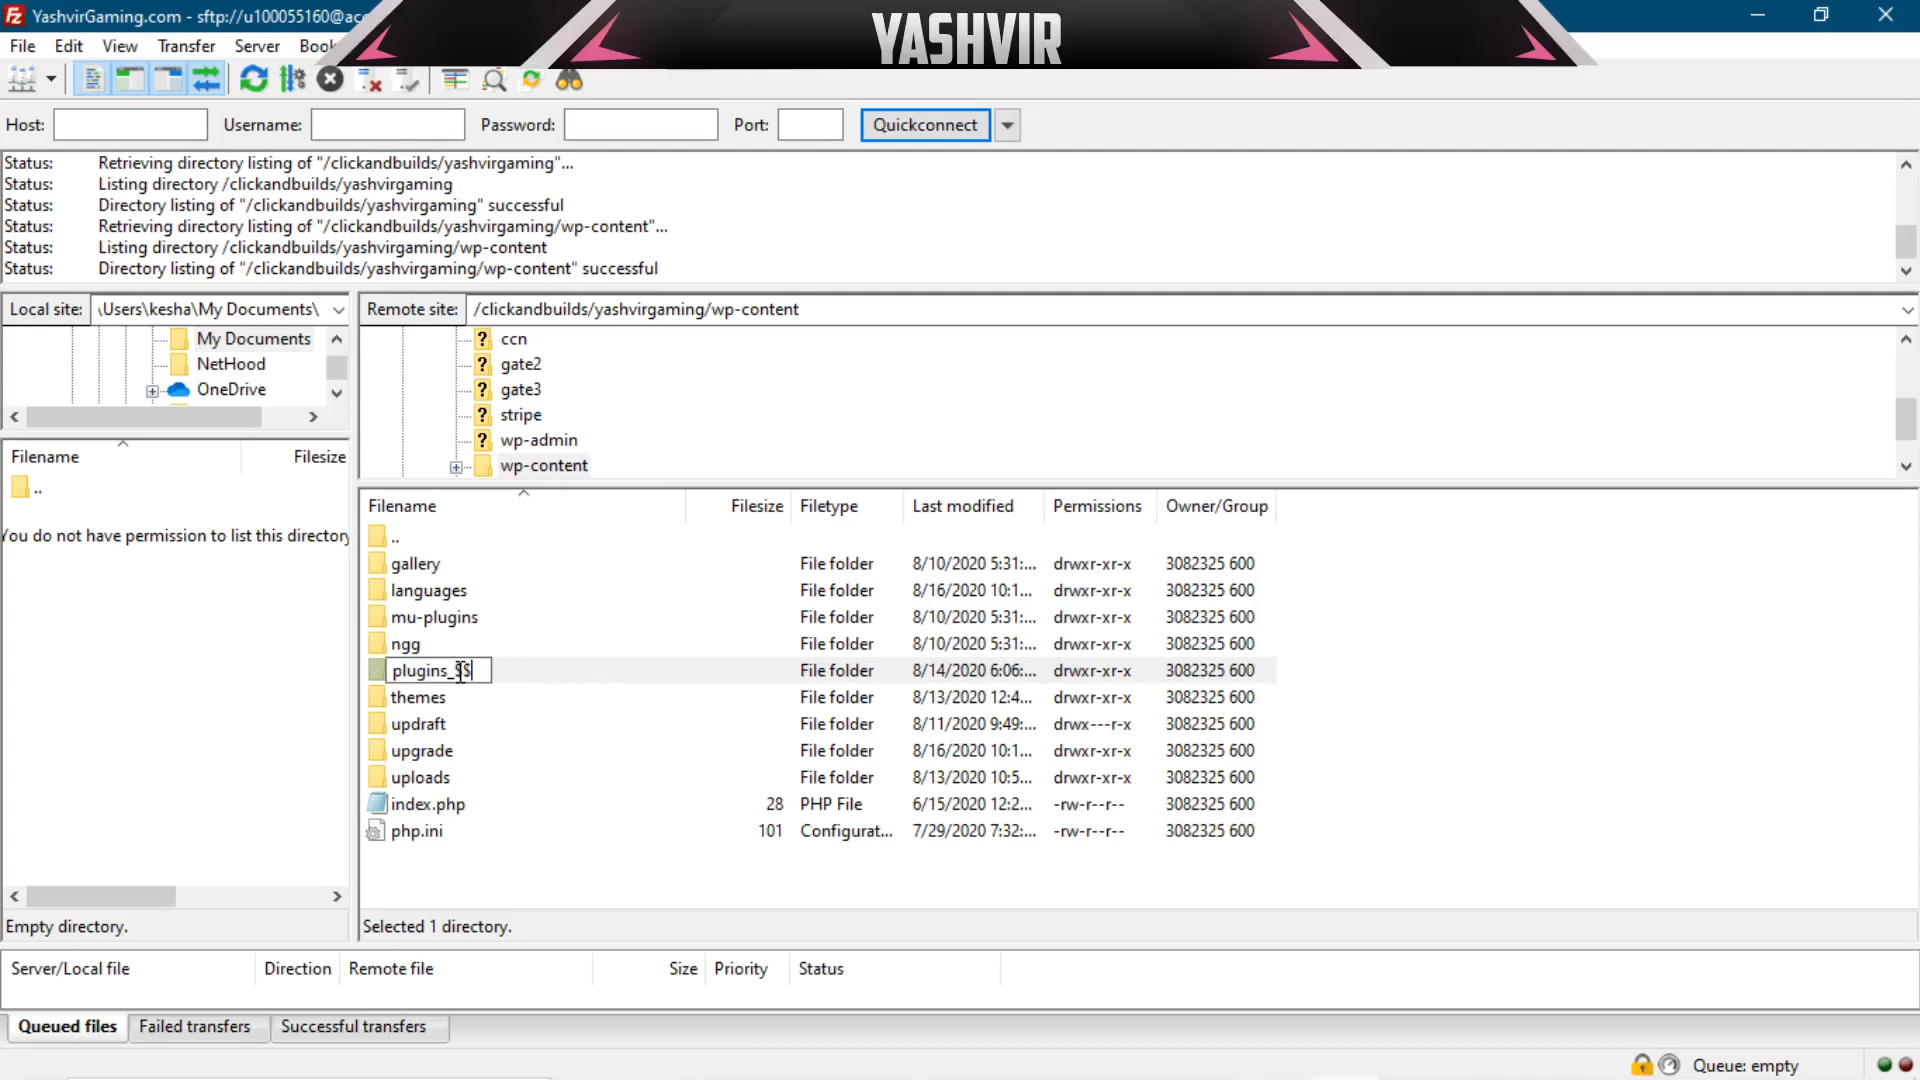 YashvirGaming.com - sftp://u100055160@acc
YASHVIR
File Edit View Transfer Server Book
Host: Username: Password: Port: Quickconnect
Status: Retrieving directory listing of "/clickandbuilds/yashvirgaming"...
Status: Listing directory /clickandbuilds/yashvirgaming
Status: Directory listing of "/clickandbuilds/yashvirgaming" successful
Status: Retrieving directory listing of "/clickandbuilds/yashvirgaming/wp-content"...
Status: Listing directory /clickandbuilds/yashvirgaming/wp-content
Status: Directory listing of "/clickandbuilds/yashvirgaming/wp-content" successful
Local site: \Users\kesha\My Documents\
My Documents
NetHood
OneDrive
Filename Filesize
..
You do not have permission to list this directory
Empty directory.
Remote site: /clickandbuilds/yashvirgaming/wp-content
? ccn
? gate2
? gate3
? stripe
? wp-admin
wp-content
Filename Filesize Filetype Last modified Permissions Owner/Group
..
gallery File folder 8/10/2020 5:31:... drwxr-xr-x 3082325 600
languages File folder 8/16/2020 10:1... drwxr-xr-x 3082325 600
mu-plugins File folder 8/10/2020 5:31:... drwxr-xr-x 3082325 600
ngg File folder 8/10/2020 5:31:... drwxr-xr-x 3082325 600
plugins_$$ File folder 8/14/2020 6:06:... drwxr-xr-x 3082325 600
themes File folder 8/13/2020 12:4... drwxr-xr-x 3082325 600
updraft File folder 8/11/2020 9:49:... drwx---r-x 3082325 600
upgrade File folder 8/16/2020 10:1... drwxr-xr-x 3082325 600
uploads File folder 8/13/2020 10:5... drwxr-xr-x 3082325 600
index.php 28 PHP File 6/15/2020 12:2... -rw-r--r-- 3082325 600
php.ini 101 Configurat... 7/29/2020 7:32:... -rw-r--r-- 3082325 600
Selected 1 directory.
Server/Local file Direction Remote file Size Priority Status
Queued files Failed transfers Successful transfers
Queue: empty